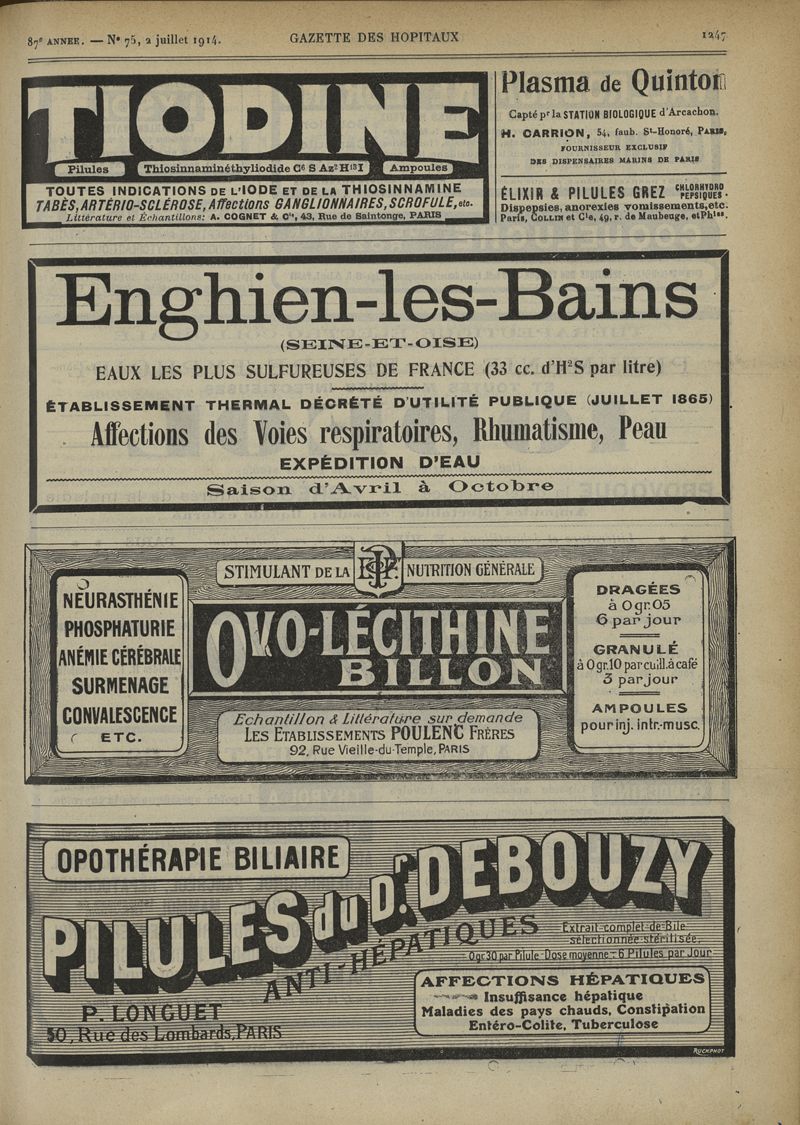 87e ANNEE. — No 75, 2 juillet 1914.
GAZETTE DES HOPITAUX
1247
TIODINE
Pilules
Thiosinnaminéthyliodide C6 S Az2 H13 I
Ampoules
TOUTES INDICATIONS DE L'IODE ET DE LA THIOSINNAMINE
TABÈS, ARTÉRIO-SCLÉROSE, Affections GANGLIONNAIRES, SCROFULE, etc.
Littérature et Échantillons: A. COGNET & Cie, 43, Rue de Saintonge, PARIS
Plasma de Quinton
Capté pr la STATION BIOLOGIQUE d'Arcachon.
H. CARRION, 54, faub. St-Honoré, PARIS,
FOURNISSEUR EXCLUSIF
DES DISPENSAIRES MARINS DE PARIS
ÉLIXIR & PILULES GREZ CHLORHYDRO PEPSIQUES.
Dispepsies, anorexies vomissements, etc.
Paris, COLLIN et Cie, 49, r. de Maubeuge, et Phies.
Enghien-les-Bains
(SEINE-ET-OISE)
EAUX LES PLUS SULFUREUSES DE FRANCE (33 cc. d'H2S par litre)
ÉTABLISSEMENT THERMAL DÉCRÉTÉ D'UTILITÉ PUBLIQUE (JUILLET 1865)
Affections des Voies respiratoires, Rhumatisme, Peau
EXPÉDITION D'EAU
Saison d'Avril à Octobre
STIMULANT DE LA NUTRITION GÉNÉRALE
OVO-LÉCITHINE
BILLON
NEURASTHÉNIE
PHOSPHATURIE
ANÉMIE CÉRÉBRALE
SURMENAGE
CONVALESCENCE
ETC.
Echantillon & Littérature sur demande
LES ETABLISSEMENTS POULENC FRÈRES
92, Rue Vieille-du-Temple, PARIS
DRAGÉES
à 0gr.05
6 par jour
GRANULÉ
à 0gr.10 par cuill. à café
3 par jour
AMPOULES
pour inj. intr.-musc.
OPOTHÉRAPIE BILIAIRE
PILULES du Dr. DEBOUZY
ANTI-HÉPATIQUES
Extrait complet de Bile
sélectionnée stérilisée.
0gr.30 par Pilule - Dose moyenne - 6 Pilules par Jour
P. LONGUET
50, Rue des Lombards, PARIS
AFFECTIONS HÉPATIQUES
Insuffisance hépatique
Maladies des pays chauds, Constipation
Entéro-Colite, Tuberculose
RUCKPHOT